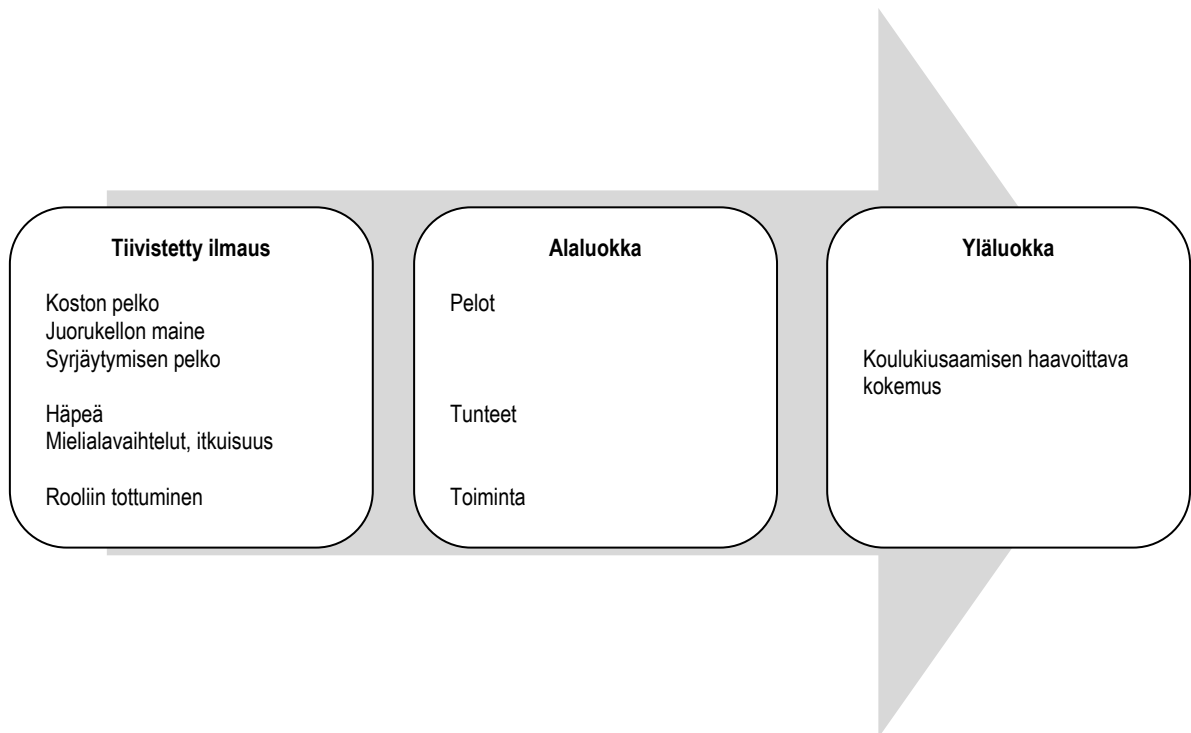 Tiivistetty ilmaus
Koston pelko
Juorukellon maine
Syrjäytymisen pelko
Häpeä
Mielialavaihtelut, itkuisuus
Rooliin tottuminen
Alaluokka
Pelot
Tunteet
Toiminta
Yläluokka
Koulukiusaamisen haavoittava
kokemus